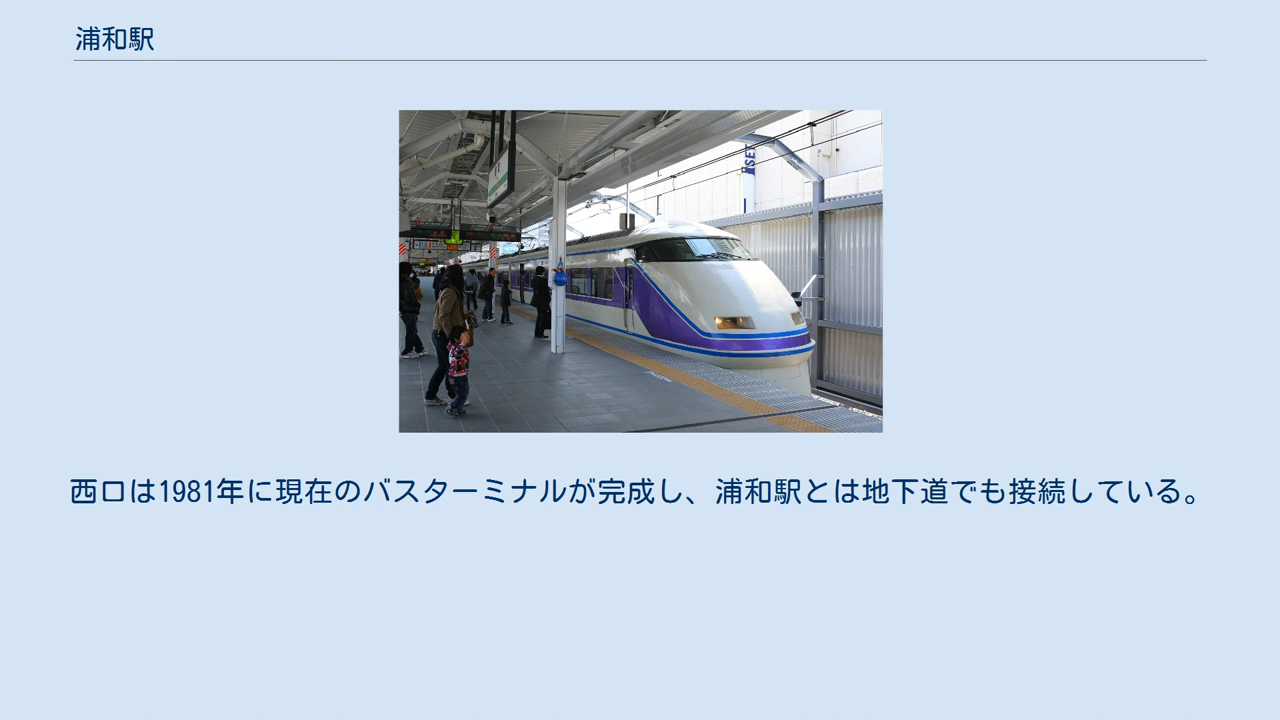 浦和駅
西口は1981年に現在のバスターミナルが完成し、浦和駅とは地下道でも接続している。